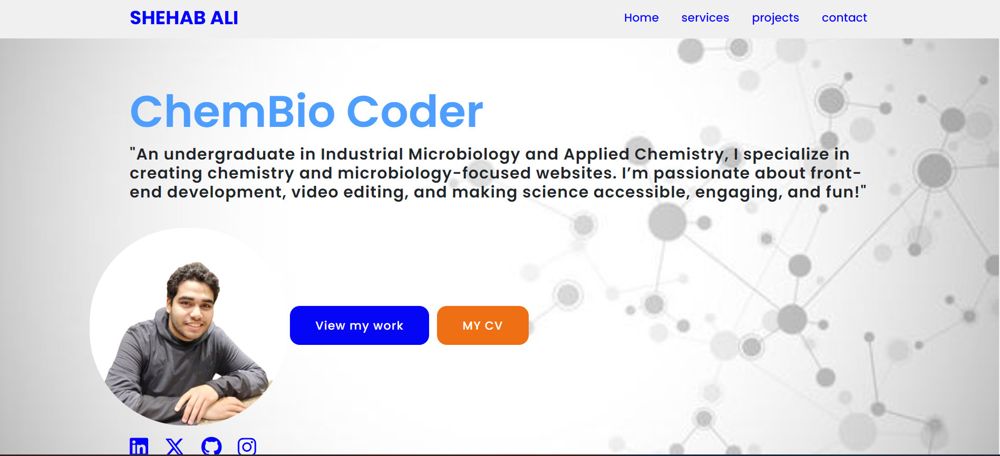 SHEHAB ALI
Home services projects contact
ChemBio Coder
"An undergraduate in Industrial Microbiology and Applied Chemistry, I specialize in
creating chemistry and microbiology-focused websites. I’m passionate about front-
end development, video editing, and making science accessible, engaging, and fun!"
View my work
MY CV